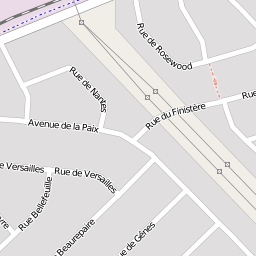 Rue de Rosewood
Rue de Nantes
Rue du Finistère
Rue
Avenue de la Paix
de Versailles
Rue de Versailles
Rue Bellefeuille
Beaurepaire
Rue de Gênes